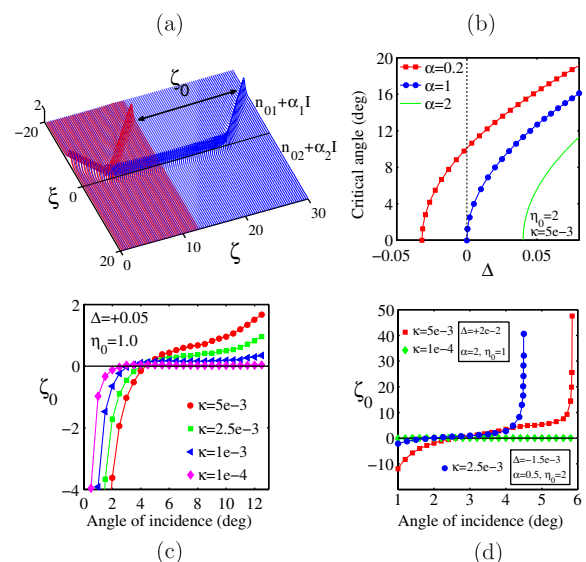 (a)
(b)
ζ0
n01+α1I
n02+α2I
2
-20
0
20
ξ
0
10
20
30
ζ
α=0.2
α=1
α=2
η0=2
κ=5e-3
Critical angle (deg)
20
16
12
8
4
0
-0.05
0
0.05
Δ
Δ=+0.05
η0=1.0
κ=5e-3
κ=2.5e-3
κ=1e-3
κ=1e-4
ζ0
2
0
-2
-4
0
2
4
6
8
10
12
Angle of incidence (deg)
κ=5e-3
κ=1e-4
Δ=+2e-2
α=2, η0=1
κ=2.5e-3
Δ=-1.5e-3
α=0.5, η0=2
ζ0
50
40
30
20
10
0
-10
1
2
3
4
5
6
Angle of incidence (deg)
(c)
(d)